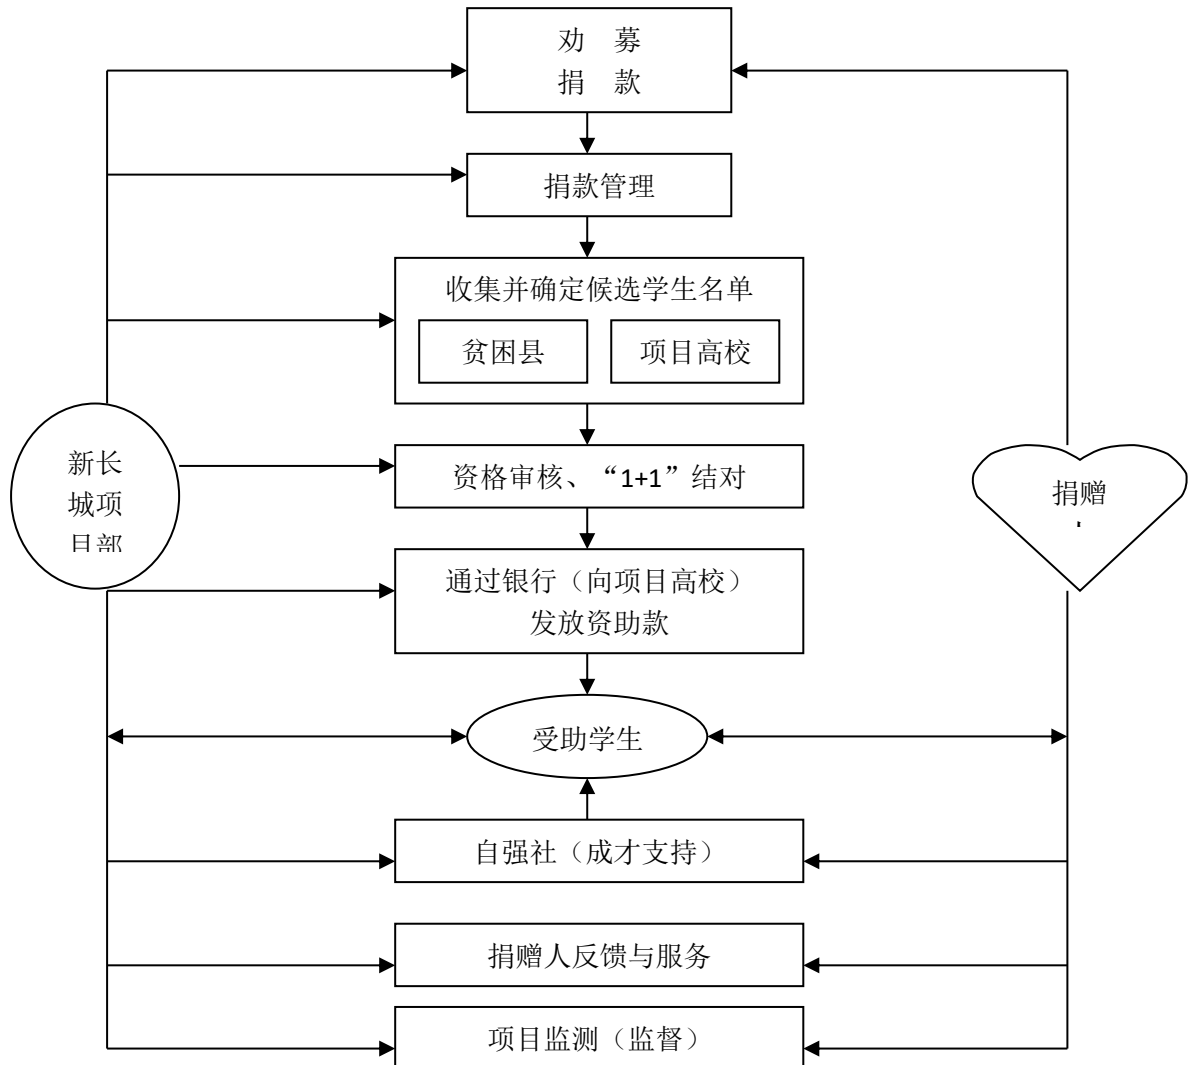 劝 募
捐 款
捐款管理
收集并确定候选学生名单
贫困县
项目高校
新长
城项
目部
资格审核、“1+1”结对
捐赠
通过银行（向项目高校）
发放资助款
受助学生
自强社（成才支持）
捐赠人反馈与服务
项目监测（监督）